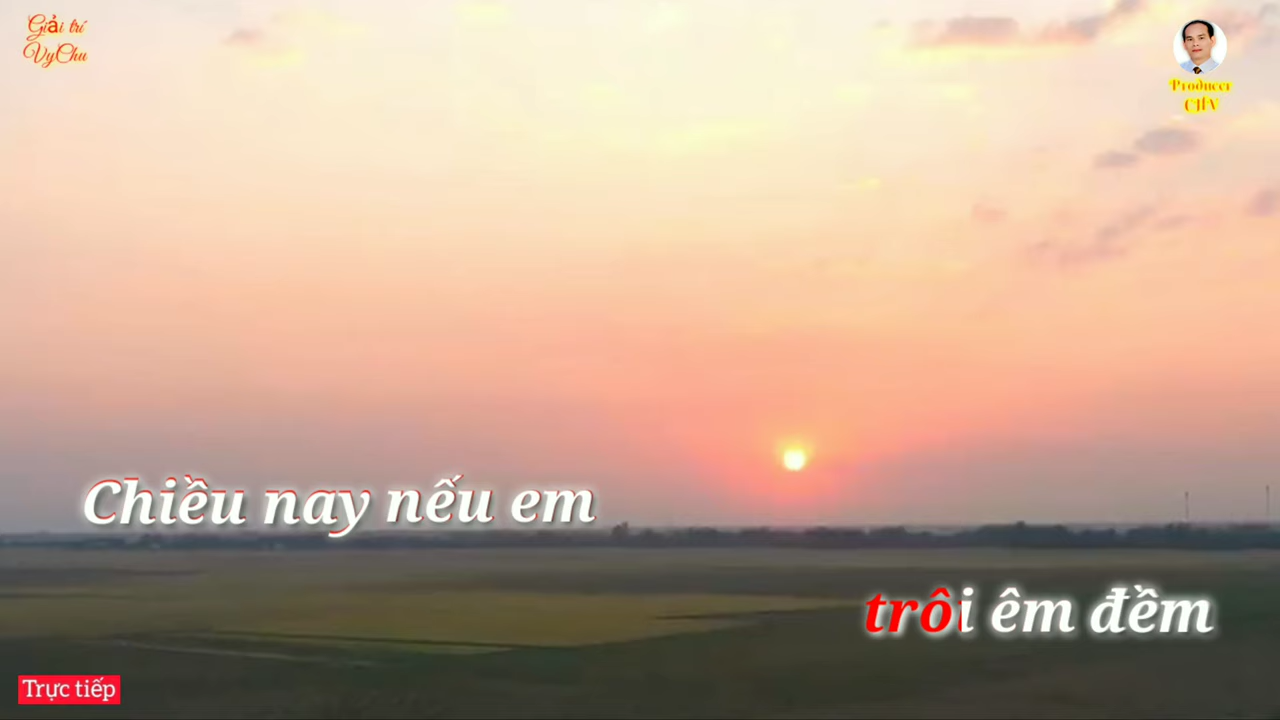 Giải trí
VyChu
Producer
CHV
Chiều nay nếu em
trôi êm đềm
Trực tiếp